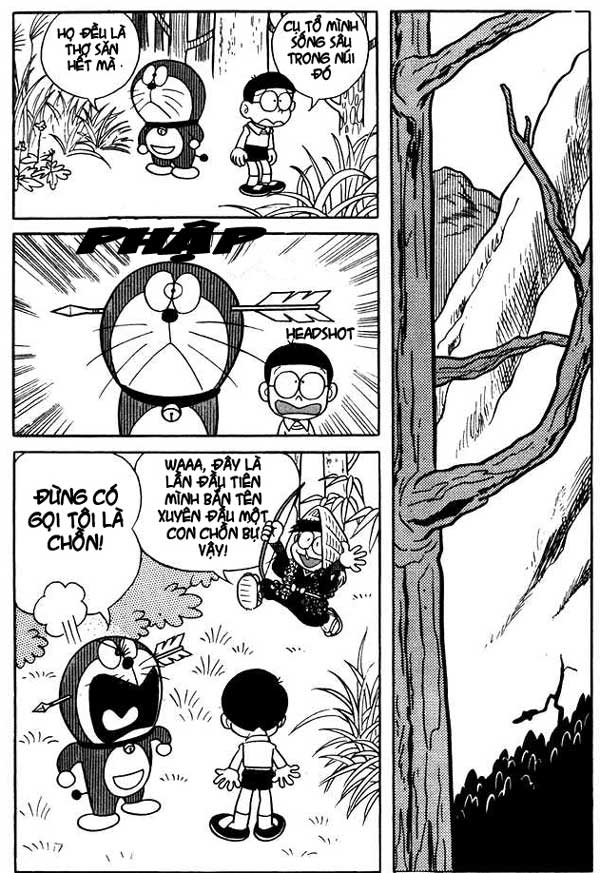 CỤ TỔ MÌNH
SỐNG SÂU
TRONG NÚI
ĐÓ
HỌ ĐỀU LÀ
THỢ SĂN
HẾT MÀ.
PHẬP
HEADSHOT
WAAA, ĐÂY LÀ
LẦN ĐẦU TIÊN
MÌNH BẮN TÊN
XUYÊN ĐẦU MỘT
CON CHỒN BỰ
VẬY!
ĐỪNG CÓ
GỌI TÔI LÀ
CHỒN!